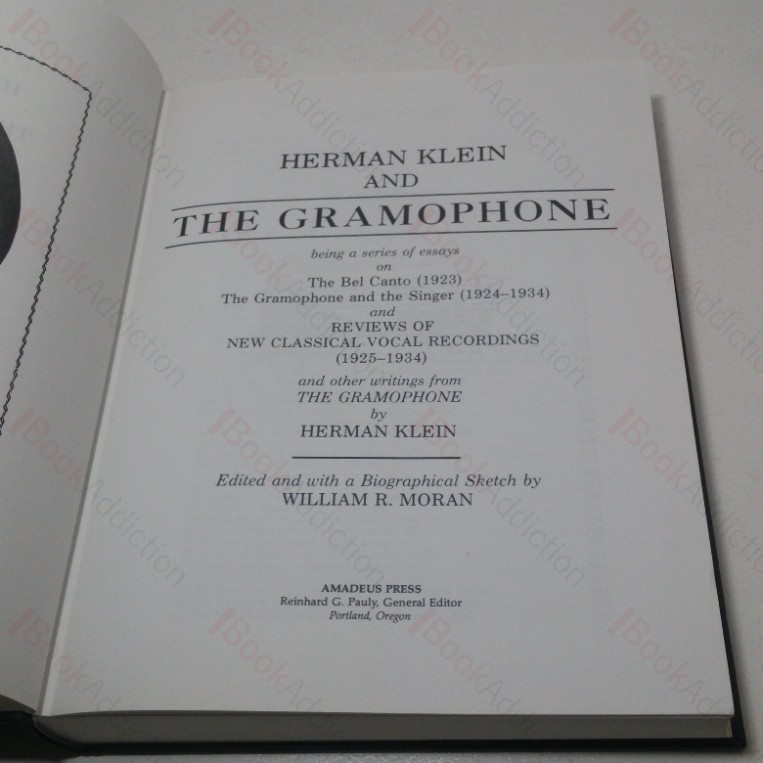 HERMAN KLEIN
AND
THE GRAMOPHONE
being a series of essays
on
The Bel Canto (1923)
The Gramophone and the Singer (1924–1934)
and
REVIEWS OF
NEW CLASSICAL VOCAL RECORDINGS
(1925–1934)
and other writings from
THE GRAMOPHONE
by
HERMAN KLEIN
Edited and with a Biographical Sketch by
WILLIAM R. MORAN
AMADEUS PRESS
Reinhard G. Pauly, General Editor
Portland, Oregon
BookAddiction